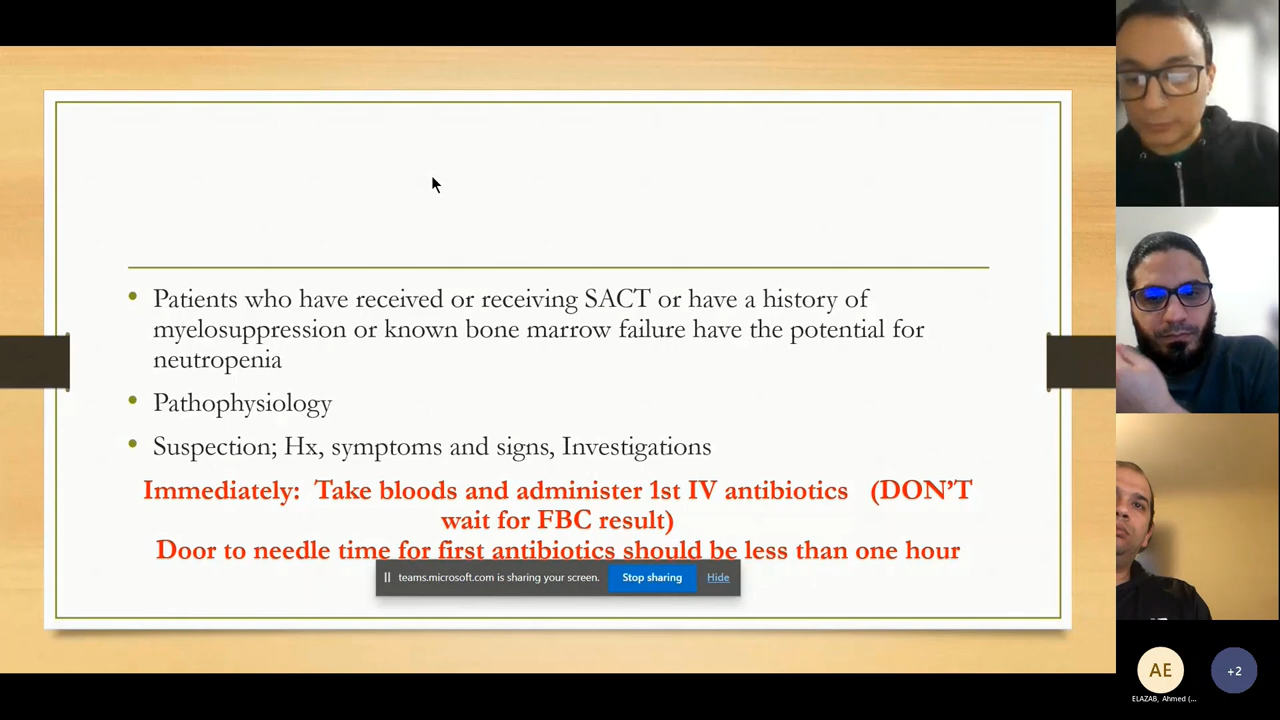 • Patients who have received or receiving SACT or have a history of
myelosuppression or known bone marrow failure have the potential for
neutropenia
• Pathophysiology
• Suspection; Hx, symptoms and signs, Investigations
Immediately: Take bloods and administer 1st IV antibiotics (DON’T
wait for FBC result)
Door to needle time for first antibiotics should be less than one hour
teams.microsoft.com is sharing your screen. Stop sharing Hide
AE +2
ELAZAB, Ahmed (...